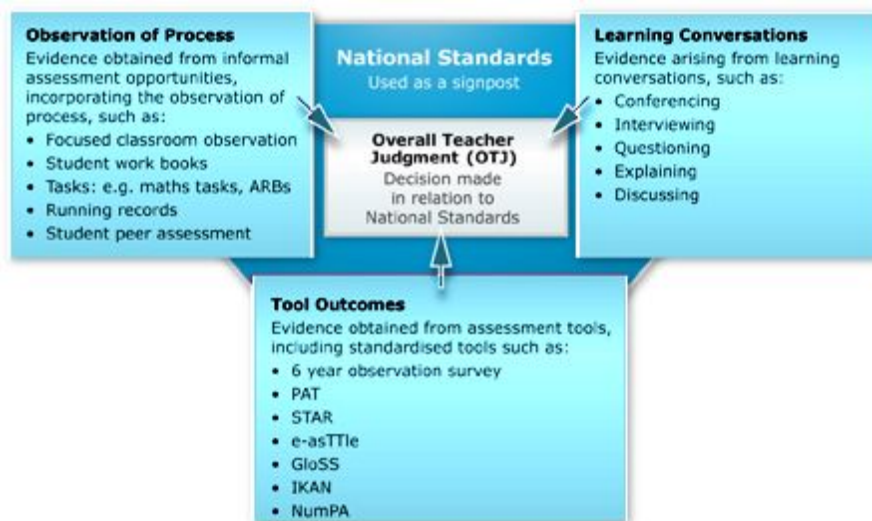 Observation of Process
Evidence obtained from informal
assessment opportunities,
incorporating the observation of
process, such as:
• Focused classroom observation
• Student work books
• Tasks: e.g. maths tasks, ARBs
• Running records
• Student peer assessment
National Standards
Used as a signpost
Overall Teacher
Judgment (OTJ)
Decision made
in relation to
National Standards
Learning Conversations
Evidence arising from learning
conversations, such as:
• Conferencing
• Interviewing
• Questioning
• Explaining
• Discussing
Tool Outcomes
Evidence obtained from assessment tools,
including standardised tools such as:
• 6 year observation survey
• PAT
• STAR
• e-asTTle
• GloSS
• IKAN
• NumPA